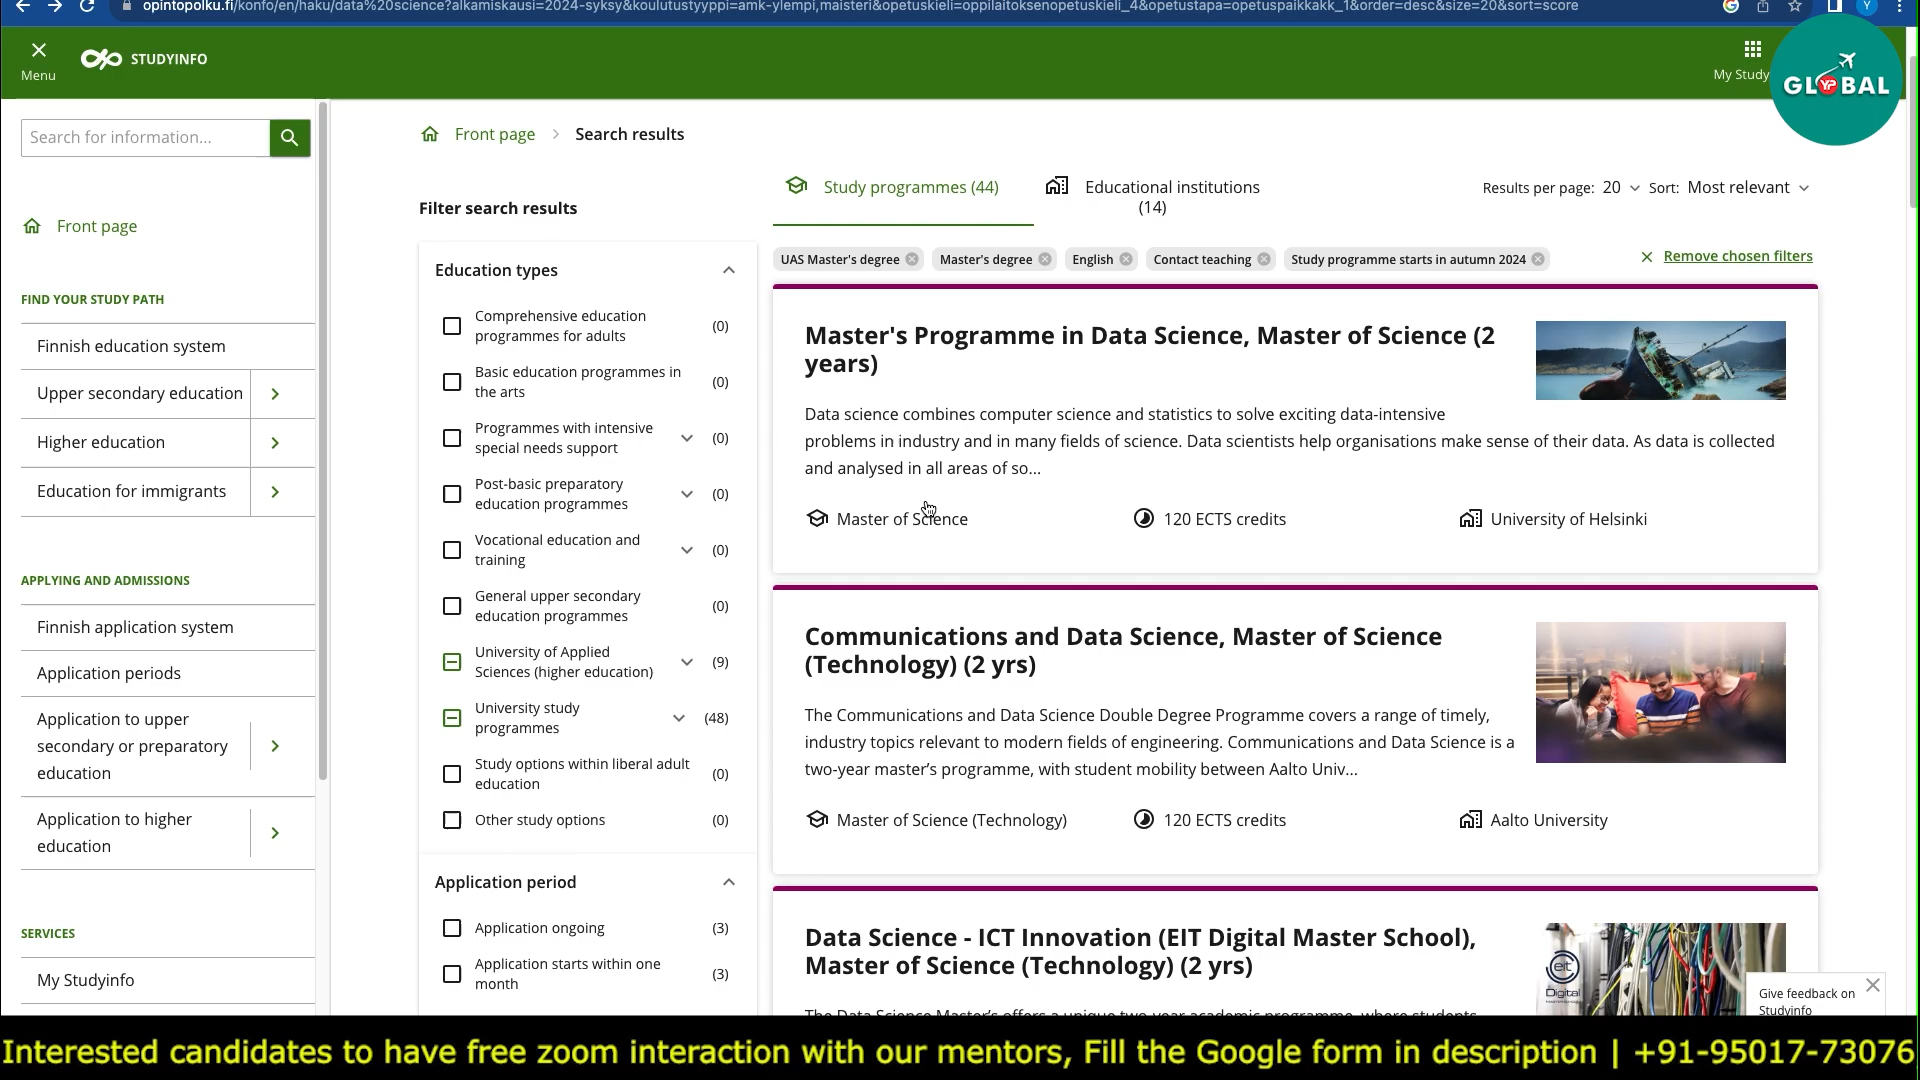 opintopolku.fi/konfo/en/haku/data%20science?alkamiskausi=2024-syksy&koulutustyyppi=amk-ylempi,maisteri&opetuskieli=oppilaitoksenopetuskieli_4&opetustapa=opetuspaikkakk_1&order=desc&size=20&sort=score
Y
Menu
STUDYINFO
My Study
GLOBAL
YP
Search for information...
Front page
FIND YOUR STUDY PATH
Finnish education system
Upper secondary education
Higher education
Education for immigrants
APPLYING AND ADMISSIONS
Finnish application system
Application periods
Application to upper
secondary or preparatory
education
Application to higher
education
SERVICES
My Studyinfo
Front page
Search results
Filter search results
Education types
Comprehensive education
programmes for adults
(0)
Basic education programmes in
the arts
(0)
Programmes with intensive
special needs support
(0)
Post-basic preparatory
education programmes
(0)
Vocational education and
training
(0)
General upper secondary
education programmes
(0)
University of Applied
Sciences (higher education)
(9)
University study
programmes
(48)
Study options within liberal adult
education
(0)
Other study options
(0)
Application period
Application ongoing
(3)
Application starts within one
month
(3)
Study programmes (44)
Educational institutions
(14)
Results per page: 20
Sort: Most relevant
UAS Master's degree
Master's degree
English
Contact teaching
Study programme starts in autumn 2024
Remove chosen filters
Master's Programme in Data Science, Master of Science (2
years)
Data science combines computer science and statistics to solve exciting data-intensive
problems in industry and in many fields of science. Data scientists help organisations make sense of their data. As data is collected
and analysed in all areas of so...
Master of Science
120 ECTS credits
University of Helsinki
Communications and Data Science, Master of Science
(Technology) (2 yrs)
The Communications and Data Science Double Degree Programme covers a range of timely,
industry topics relevant to modern fields of engineering. Communications and Data Science is a
two-year master’s programme, with student mobility between Aalto Univ...
Master of Science (Technology)
120 ECTS credits
Aalto University
Data Science - ICT Innovation (EIT Digital Master School),
Master of Science (Technology) (2 yrs)
The Data Science Master’s offers a unique two-year academic programme, where students
eit
Digital
Give feedback on
Studyinfo
Interested candidates to have free zoom interaction with our mentors, Fill the Google form in description | +91-95017-73076